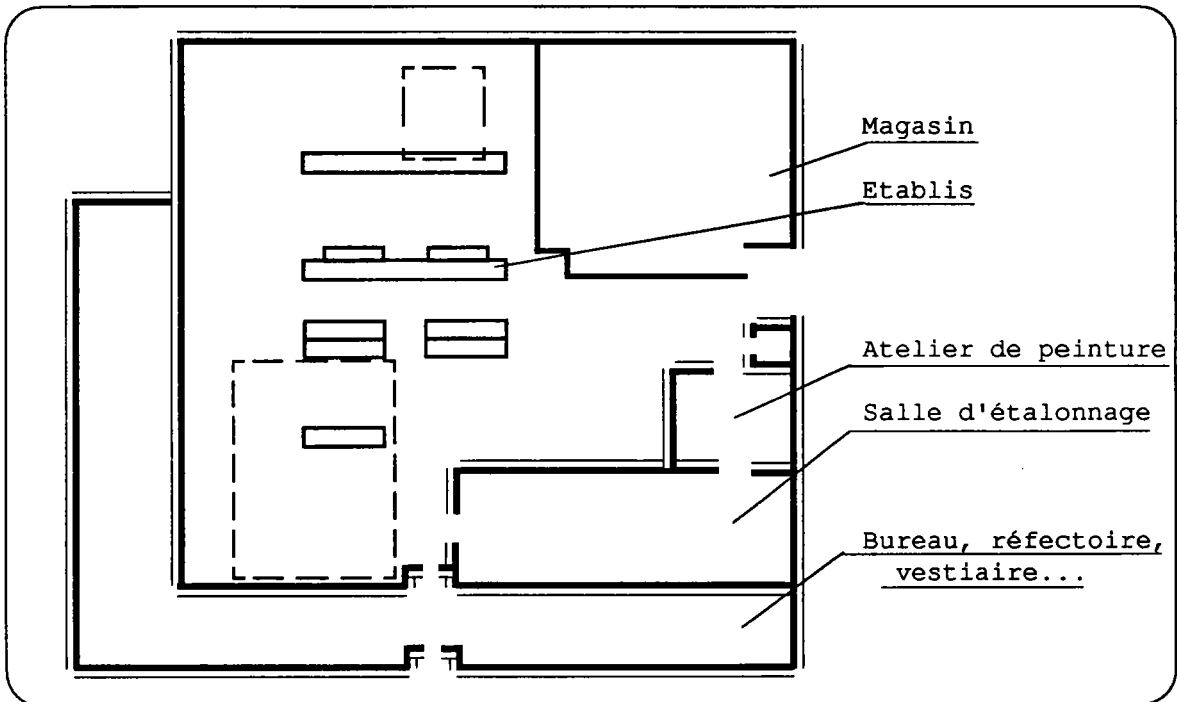 Magasin
Etablis
Atelier de peinture
Salle d'étalonnage
Bureau, réfectoire,
vestiaire...